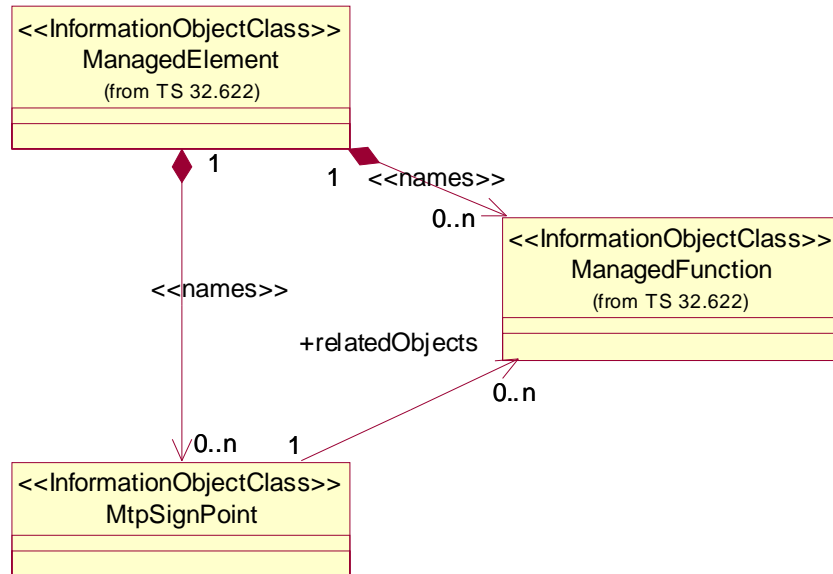 <<InformationObjectClass>>
ManagedElement
(from TS 32.622)
1
1
<<names>>
0..n
<<InformationObjectClass>>
ManagedFunction
(from TS 32.622)
<<names>>
+relatedObjects
0..n
0..n
1
<<InformationObjectClass>>
MtpSignPoint